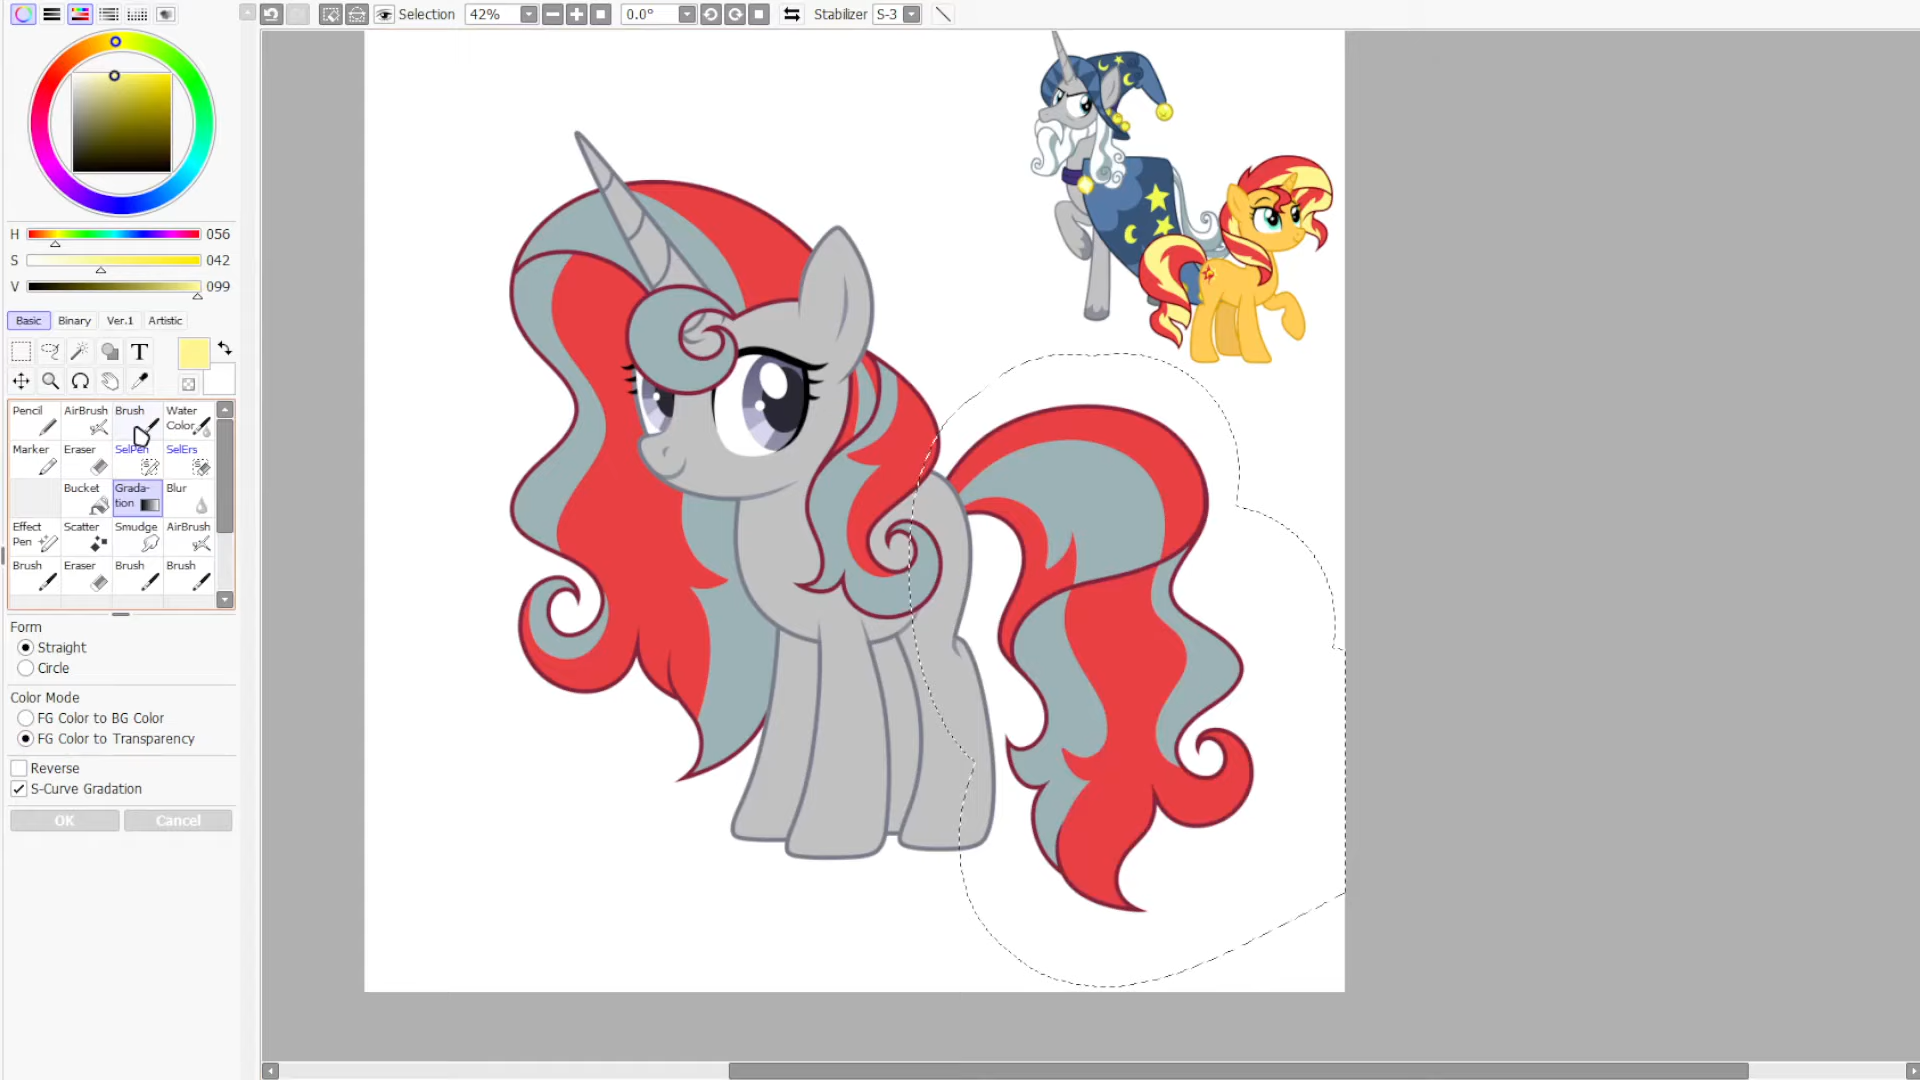 Selection 42% 0.0° Stabilizer S-3
H 056
S 042
V 099
Basic Binary Ver.1 Artistic
T
Pencil AirBrush Brush Water Color
Marker Eraser SelPen SelErs
Bucket Grada-tion Blur
Effect Pen Scatter Smudge AirBrush
Brush Eraser Brush Brush
Form
Straight
Circle
Color Mode
FG Color to BG Color
FG Color to Transparency
Reverse
S-Curve Gradation
OK Cancel